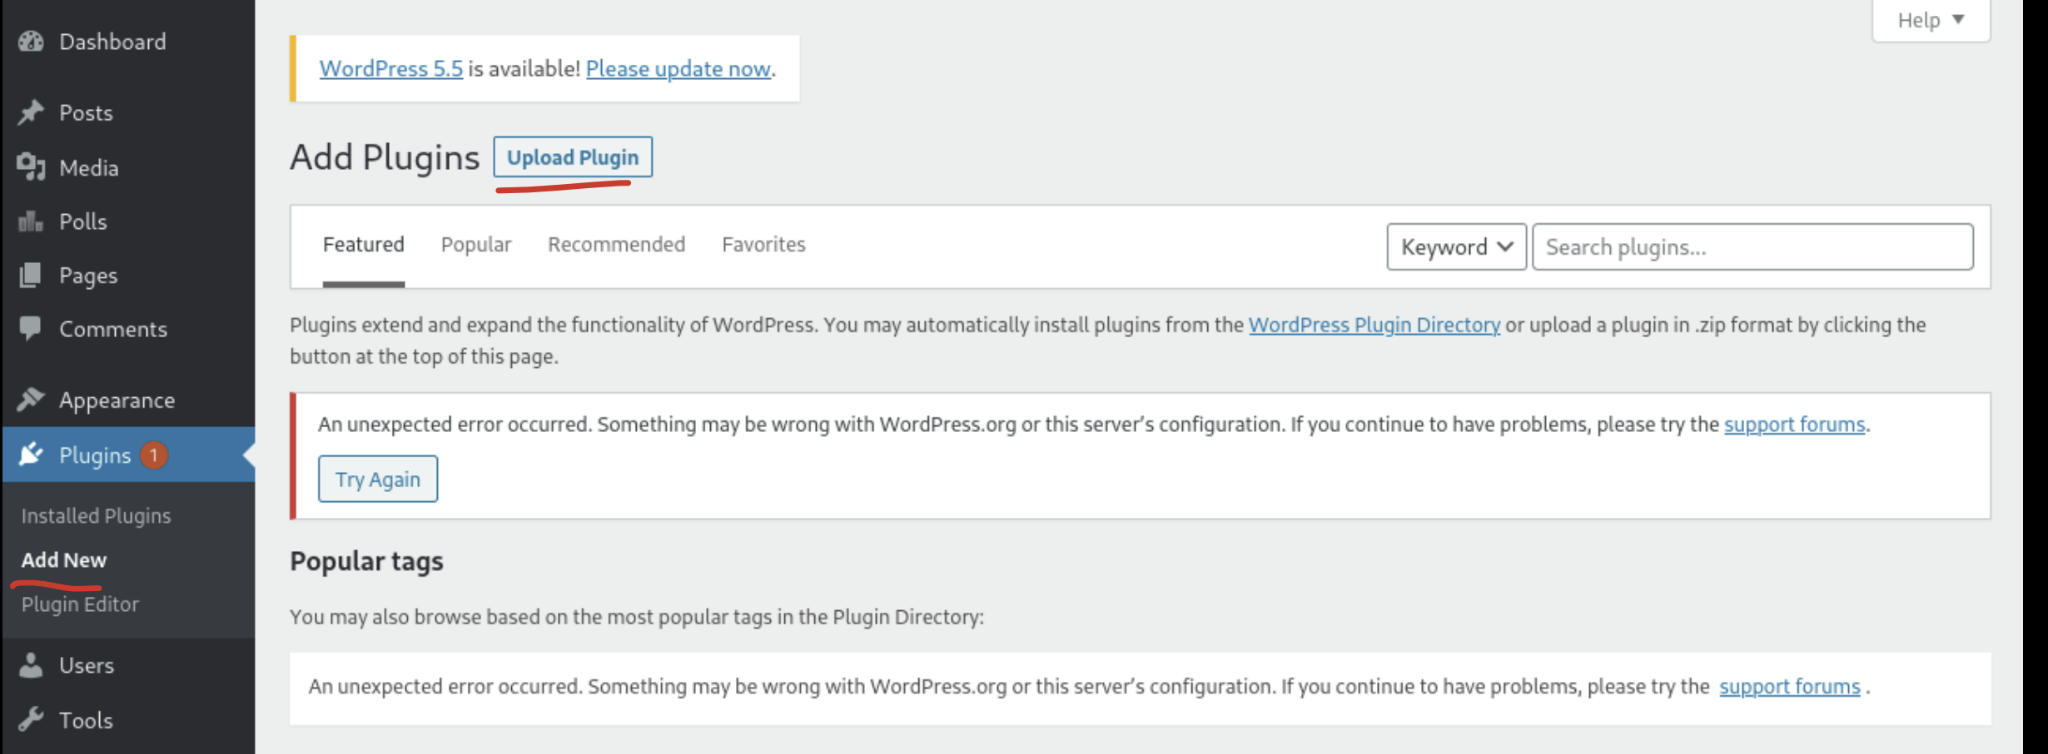 Dashboard
Posts
Media
Polls
Pages
Comments
Appearance
Plugins 1
Installed Plugins
Add New
Plugin Editor
Users
Tools
Help
WordPress 5.5 is available! Please update now.
Add Plugins Upload Plugin
Featured Popular Recommended Favorites Keyword Search plugins...
Plugins extend and expand the functionality of WordPress. You may automatically install plugins from the WordPress Plugin Directory or upload a plugin in .zip format by clicking the
button at the top of this page.
An unexpected error occurred. Something may be wrong with WordPress.org or this server’s configuration. If you continue to have problems, please try the support forums.
Try Again
Popular tags
You may also browse based on the most popular tags in the Plugin Directory:
An unexpected error occurred. Something may be wrong with WordPress.org or this server’s configuration. If you continue to have problems, please try the support forums .